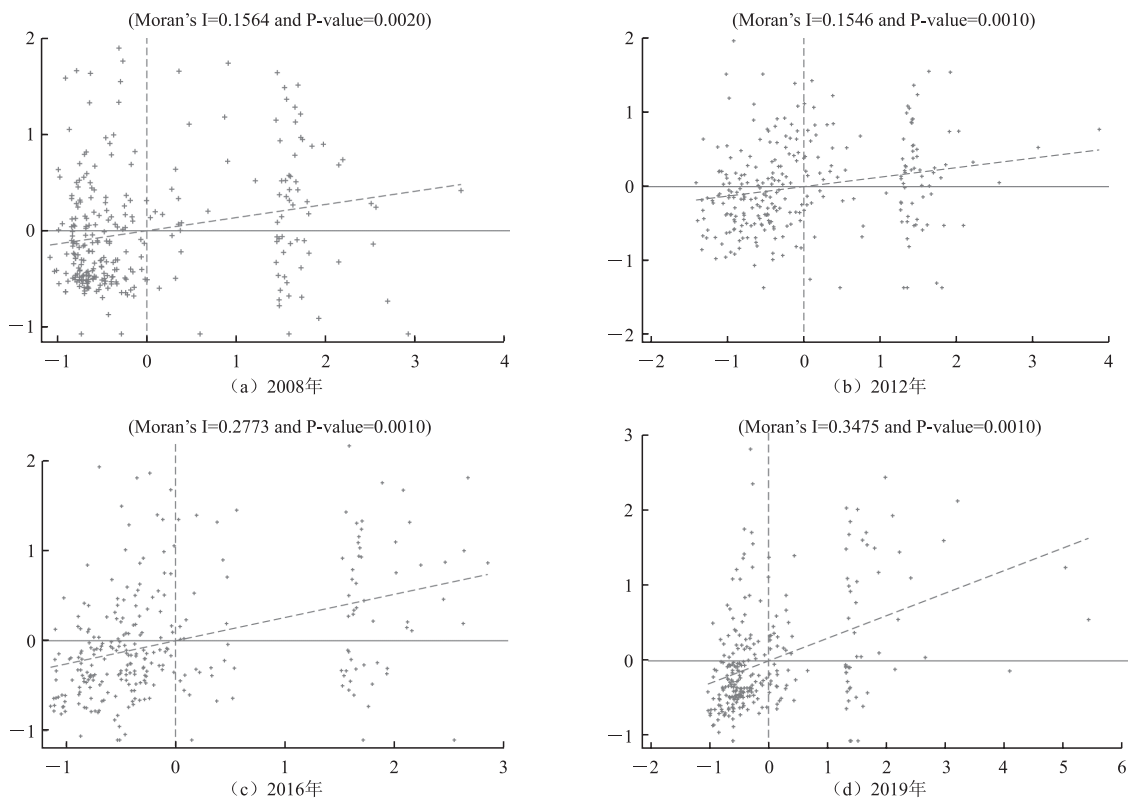 (Moran's I=0.1564 and P-value=0.0020)
2
1
0
−1
−1 0 1 2 3 4
（a）2008年
(Moran's I=0.1546 and P-value=0.0010)
2
1
0
−1
−2
−2 −1 0 1 2 3 4
（b）2012年
(Moran's I=0.2773 and P-value=0.0010)
2
1
0
−1
−1 0 1 2 3
（c）2016年
(Moran's I=0.3475 and P-value=0.0010)
3
2
1
0
−1
−2 −1 0 1 2 3 4 5 6
（d）2019年